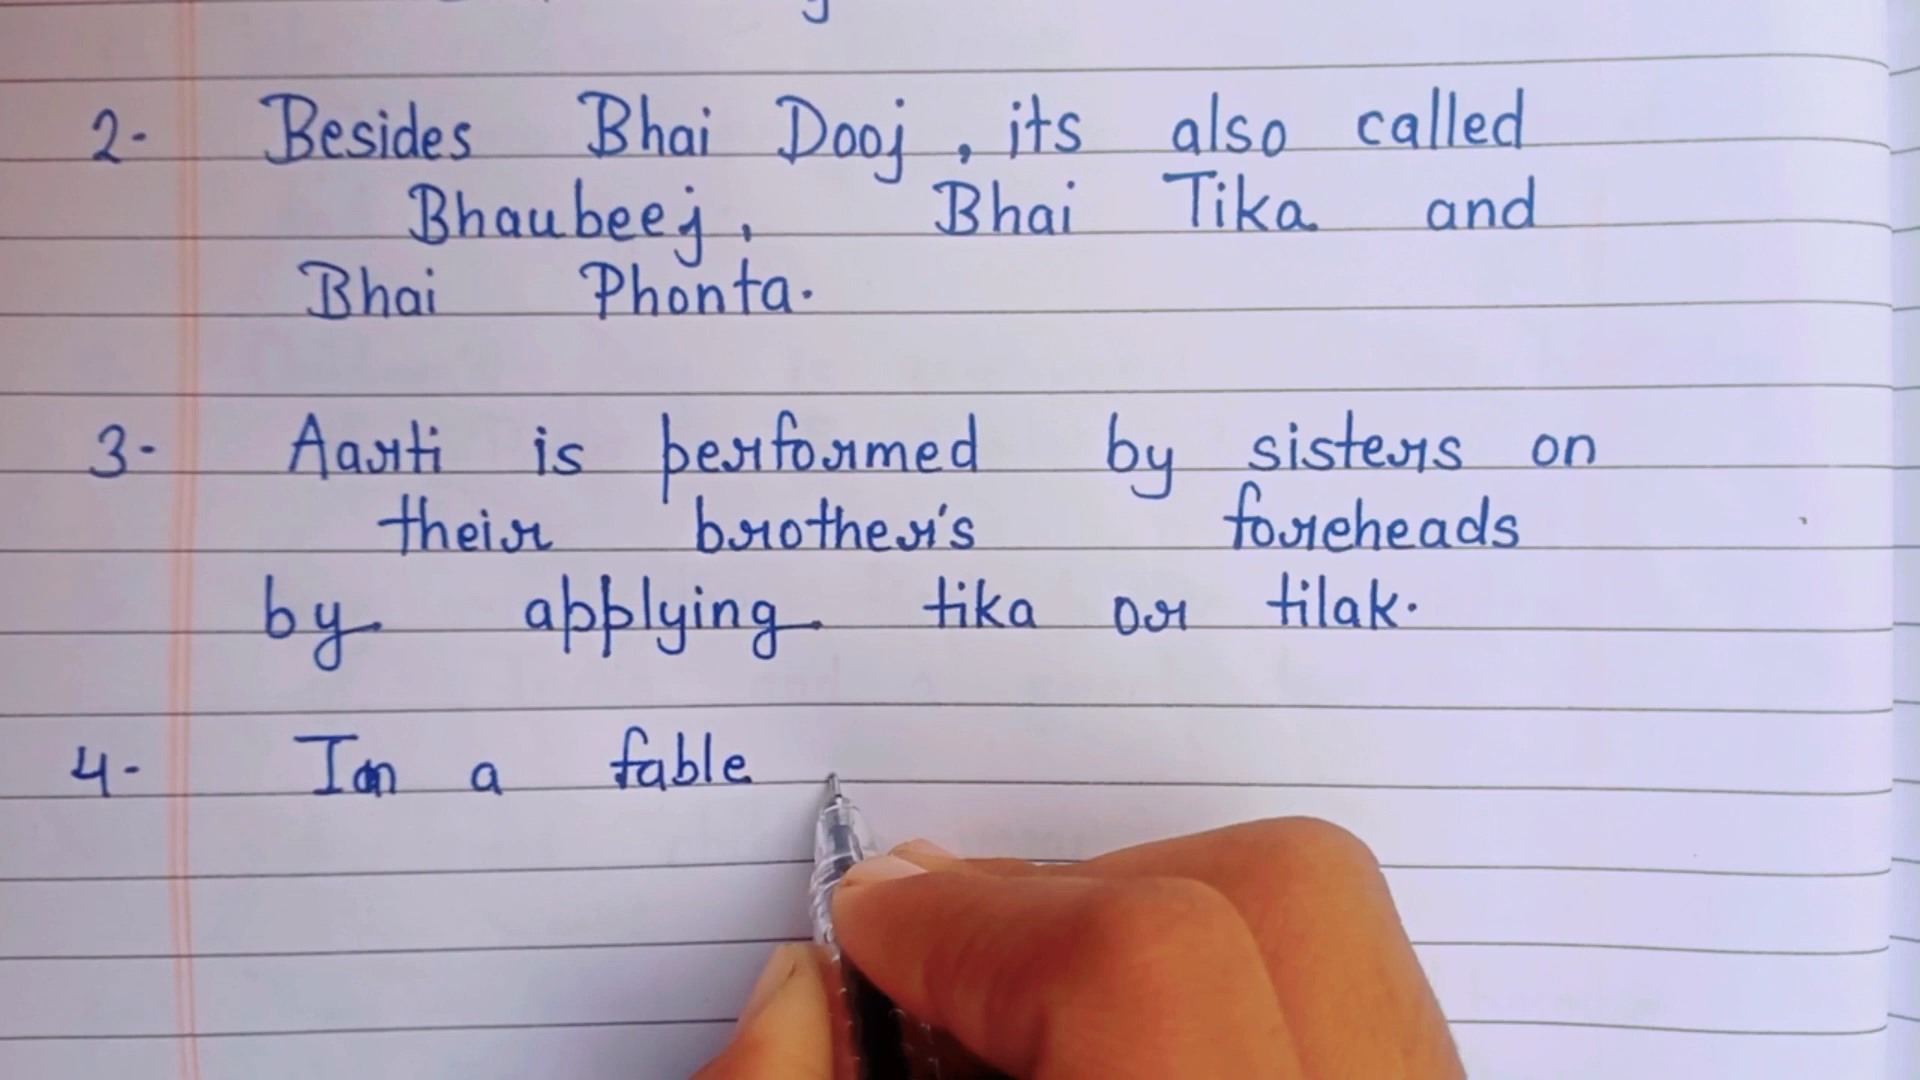 2- Besides Bhai Dooj, its also called
Bhaubeej, Bhai Tika and
Bhai Phonta.
3- Aarti is performed by sisters on
their brother's foreheads
by applying tika or tilak.
4- In a fable